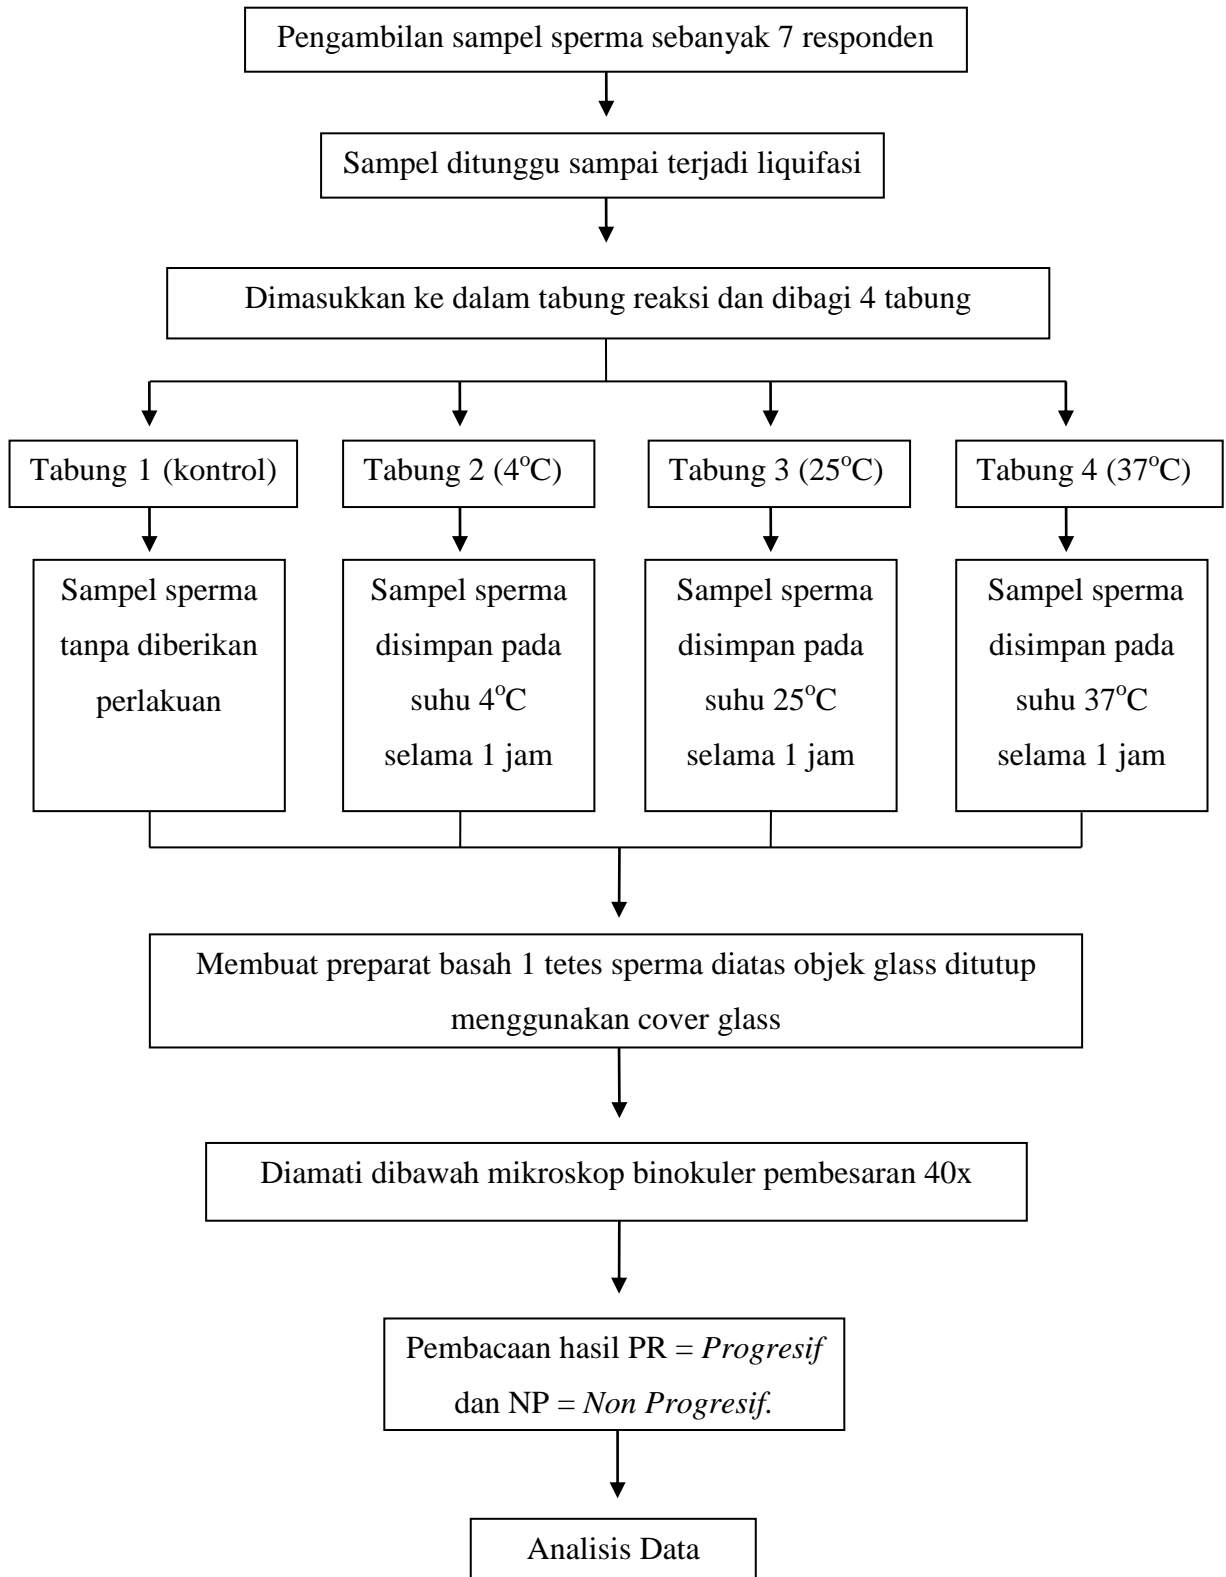 Pengambilan sampel sperma sebanyak 7 responden
Sampel ditunggu sampai terjadi liquifasi
Dimasukkan ke dalam tabung reaksi dan dibagi 4 tabung
Tabung 1 (kontrol)
Tabung 2 (4°C)
Tabung 3 (25°C)
Tabung 4 (37°C)
Sampel sperma
tanpa diberikan
perlakuan
Sampel sperma
disimpan pada
suhu 4°C
selama 1 jam
Sampel sperma
disimpan pada
suhu 25°C
selama 1 jam
Sampel sperma
disimpan pada
suhu 37°C
selama 1 jam
Membuat preparat basah 1 tetes sperma diatas objek glass ditutup
menggunakan cover glass
Diamati dibawah mikroskop binokuler pembesaran 40x
Pembacaan hasil PR = Progresif
dan NP = Non Progresif.
Analisis Data